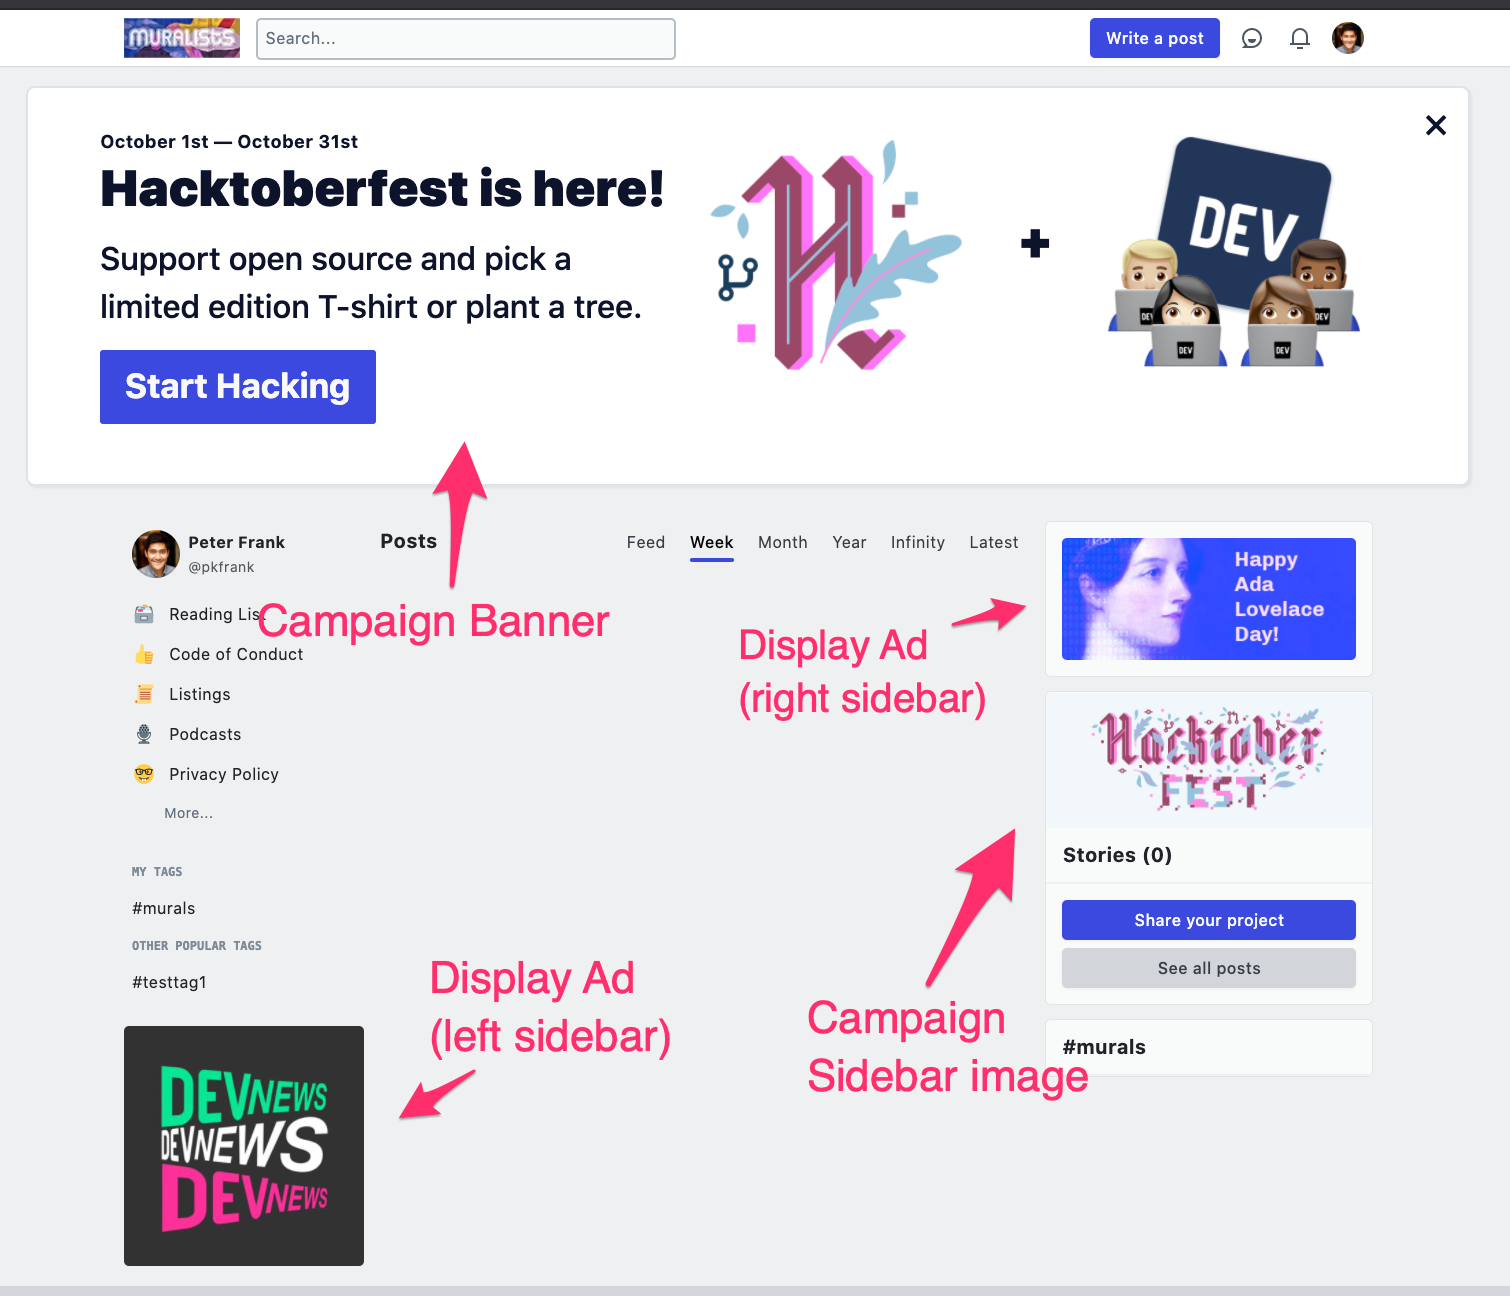 MURALISTS
Search...
Write a post
October 1st — October 31st
Hacktoberfest is here!
Support open source and pick a
limited edition T-shirt or plant a tree.
Start Hacking
DEV
DEV
DEV
DEV
DEV
Peter Frank
@pkfrank
Posts
Feed
Week
Month
Year
Infinity
Latest
Campaign Banner
Reading List
Code of Conduct
Listings
Podcasts
Privacy Policy
More...
MY TAGS
#murals
OTHER POPULAR TAGS
#testtag1
Display Ad
(left sidebar)
DEVNEWS
DEVNEWS
DEVNEWS
Display Ad
(right sidebar)
Happy
Ada
Lovelace
Day!
Hacktober
FEST
Stories (0)
Share your project
See all posts
Campaign
Sidebar image
#murals